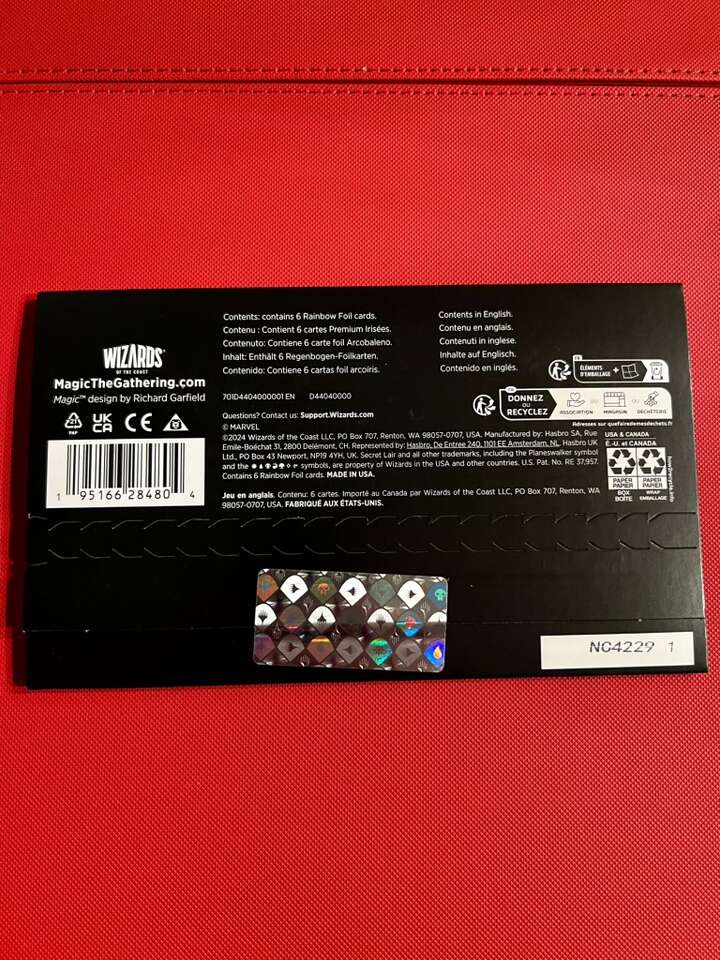 WIZARDS
OF THE COAST
MagicTheGathering.com
Magic™ design by Richard Garfield
UK
CA
CE
1 95166 28480 4
Contents: contains 6 Rainbow Foil cards.
Contenu : Contient 6 cartes Premium Irisées.
Contenuto: Contiene 6 carte foil Arcobaleno.
Inhalt: Enthält 6 Regenbogen-Foilkarten.
Contenido: Contiene 6 cartas foil arcoíris.
Contents in English.
Contenu en anglais.
Contenuti in inglese.
Inhalte auf Englisch.
Contenido en inglés.
701D4404000001 EN D44040000
Questions? Contact us: Support.Wizards.com
© MARVEL
©2024 Wizards of the Coast LLC, PO Box 707, Renton, WA 98057-0707, USA. Manufactured by: Hasbro SA, Rue
Emile-Boéchat 31, 2800 Delémont, CH. Represented by: Hasbro, De Entree 240, 1101 EE Amsterdam, NL. Hasbro UK
Ltd., PO Box 43 Newport, NP19 4YH, UK. Secret Lair and all other trademarks, including the Planeswalker symbol
and the symbols, are property of Wizards in the USA and other countries. U.S. Pat. No. RE 37,957.
Contains 6 Rainbow Foil cards. MADE IN USA.
Jeu en anglais. Contenu: 6 cartes. Importé au Canada par Wizards of the Coast LLC, PO Box 707, Renton, WA
98057-0707, USA. FABRIQUÉ AUX ÉTATS-UNIS.
FR
ÉLÉMENTS
D'EMBALLAGE +
FR
DONNEZ
OU
RECYCLEZ
ASSOCIATION
OU
MAGASIN
OU
DÉCHÈTERIE
Adresses sur quefairedemesdechets.fr
USA & CANADA
É.-U. et CANADA
PAPER
PAPIER
BOX
BOÎTE
PAPER
PAPIER
WRAP
EMBALLAGE
how2recycle.info
NC4229 1